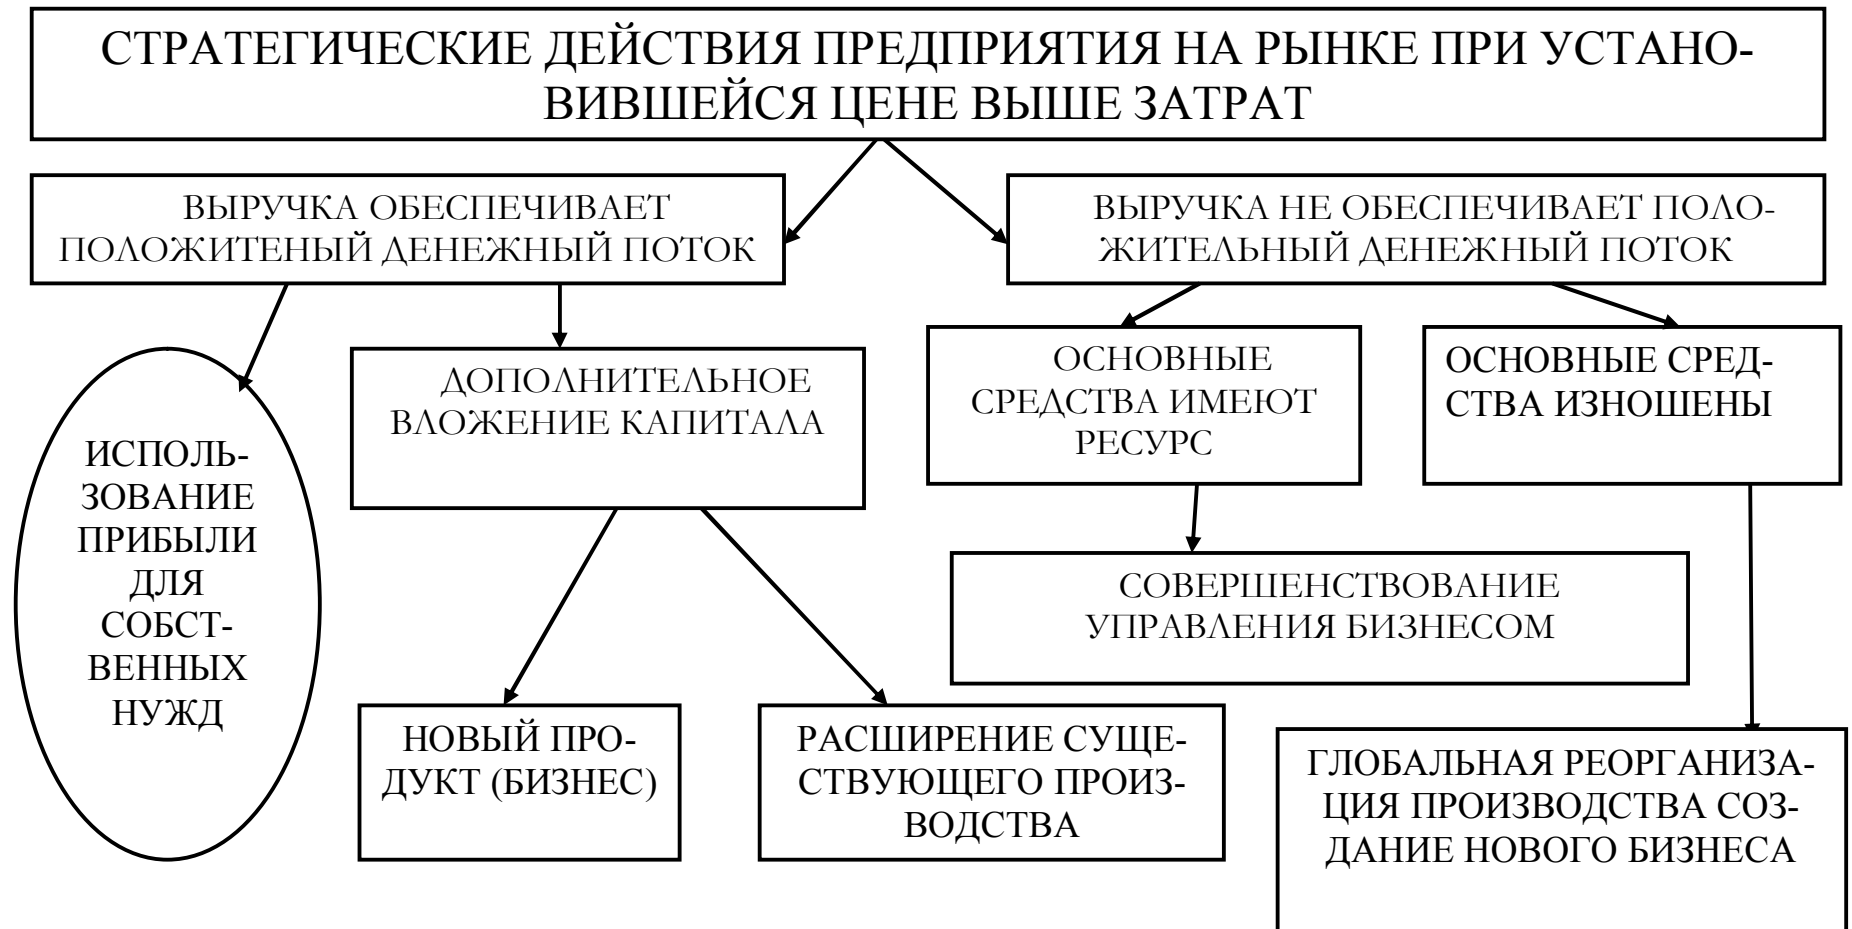 СТРАТЕГИЧЕСКИЕ ДЕЙСТВИЯ ПРЕДПРИЯТИЯ НА РЫНКЕ ПРИ УСТАНО-
ВИВШЕЙСЯ ЦЕНЕ ВЫШЕ ЗАТРАТ
ВЫРУЧКА ОБЕСПЕЧИВАЕТ
ПОЛОЖИТЕНЫЙ ДЕНЕЖНЫЙ ПОТОК
ВЫРУЧКА НЕ ОБЕСПЕЧИВАЕТ ПОЛО-
ЖИТЕЛЬНЫЙ ДЕНЕЖНЫЙ ПОТОК
ИСПОЛЬ-
ЗОВАНИЕ
ПРИБЫЛИ
ДЛЯ
СОБСТ-
ВЕННЫХ
НУЖД
ДОПОЛНИТЕЛЬНОЕ
ВЛОЖЕНИЕ КАПИТАЛА
ОСНОВНЫЕ
СРЕДСТВА ИМЕЮТ
РЕСУРС
ОСНОВНЫЕ СРЕД-
СТВА ИЗНОШЕНЫ
СОВЕРШЕНСТВОВАНИЕ
УПРАВЛЕНИЯ БИЗНЕСОМ
НОВЫЙ ПРО-
ДУКТ (БИЗНЕС)
РАСШИРЕНИЕ СУЩЕ-
СТВУЮЩЕГО ПРОИЗ-
ВОДСТВА
ГЛОБАЛЬНАЯ РЕОРГАНИЗА-
ЦИЯ ПРОИЗВОДСТВА СОЗ-
ДАНИЕ НОВОГО БИЗНЕСА